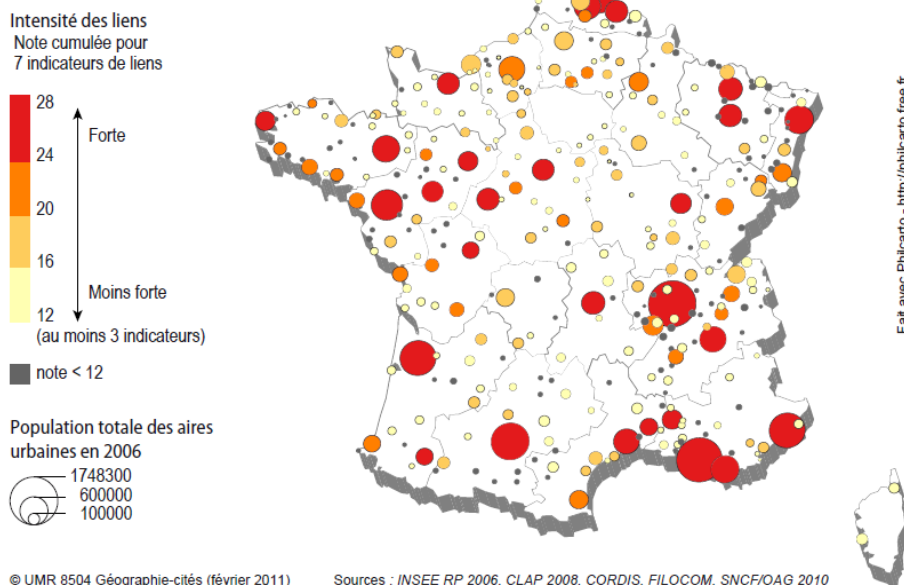 Intensité des liens
Note cumulée pour
7 indicateurs de liens
28
Forte
24
20
16
Moins forte
12
(au moins 3 indicateurs)
note < 12
Population totale des aires
urbaines en 2006
1748300
600000
100000
© UMR 8504 Géographie-cités (février 2011)
Sources : INSEE RP 2006, CLAP 2008, CORDIS, FILOCOM, SNCF/OAG 2010
Fait avec Philcarto - http://philcarto.free.fr